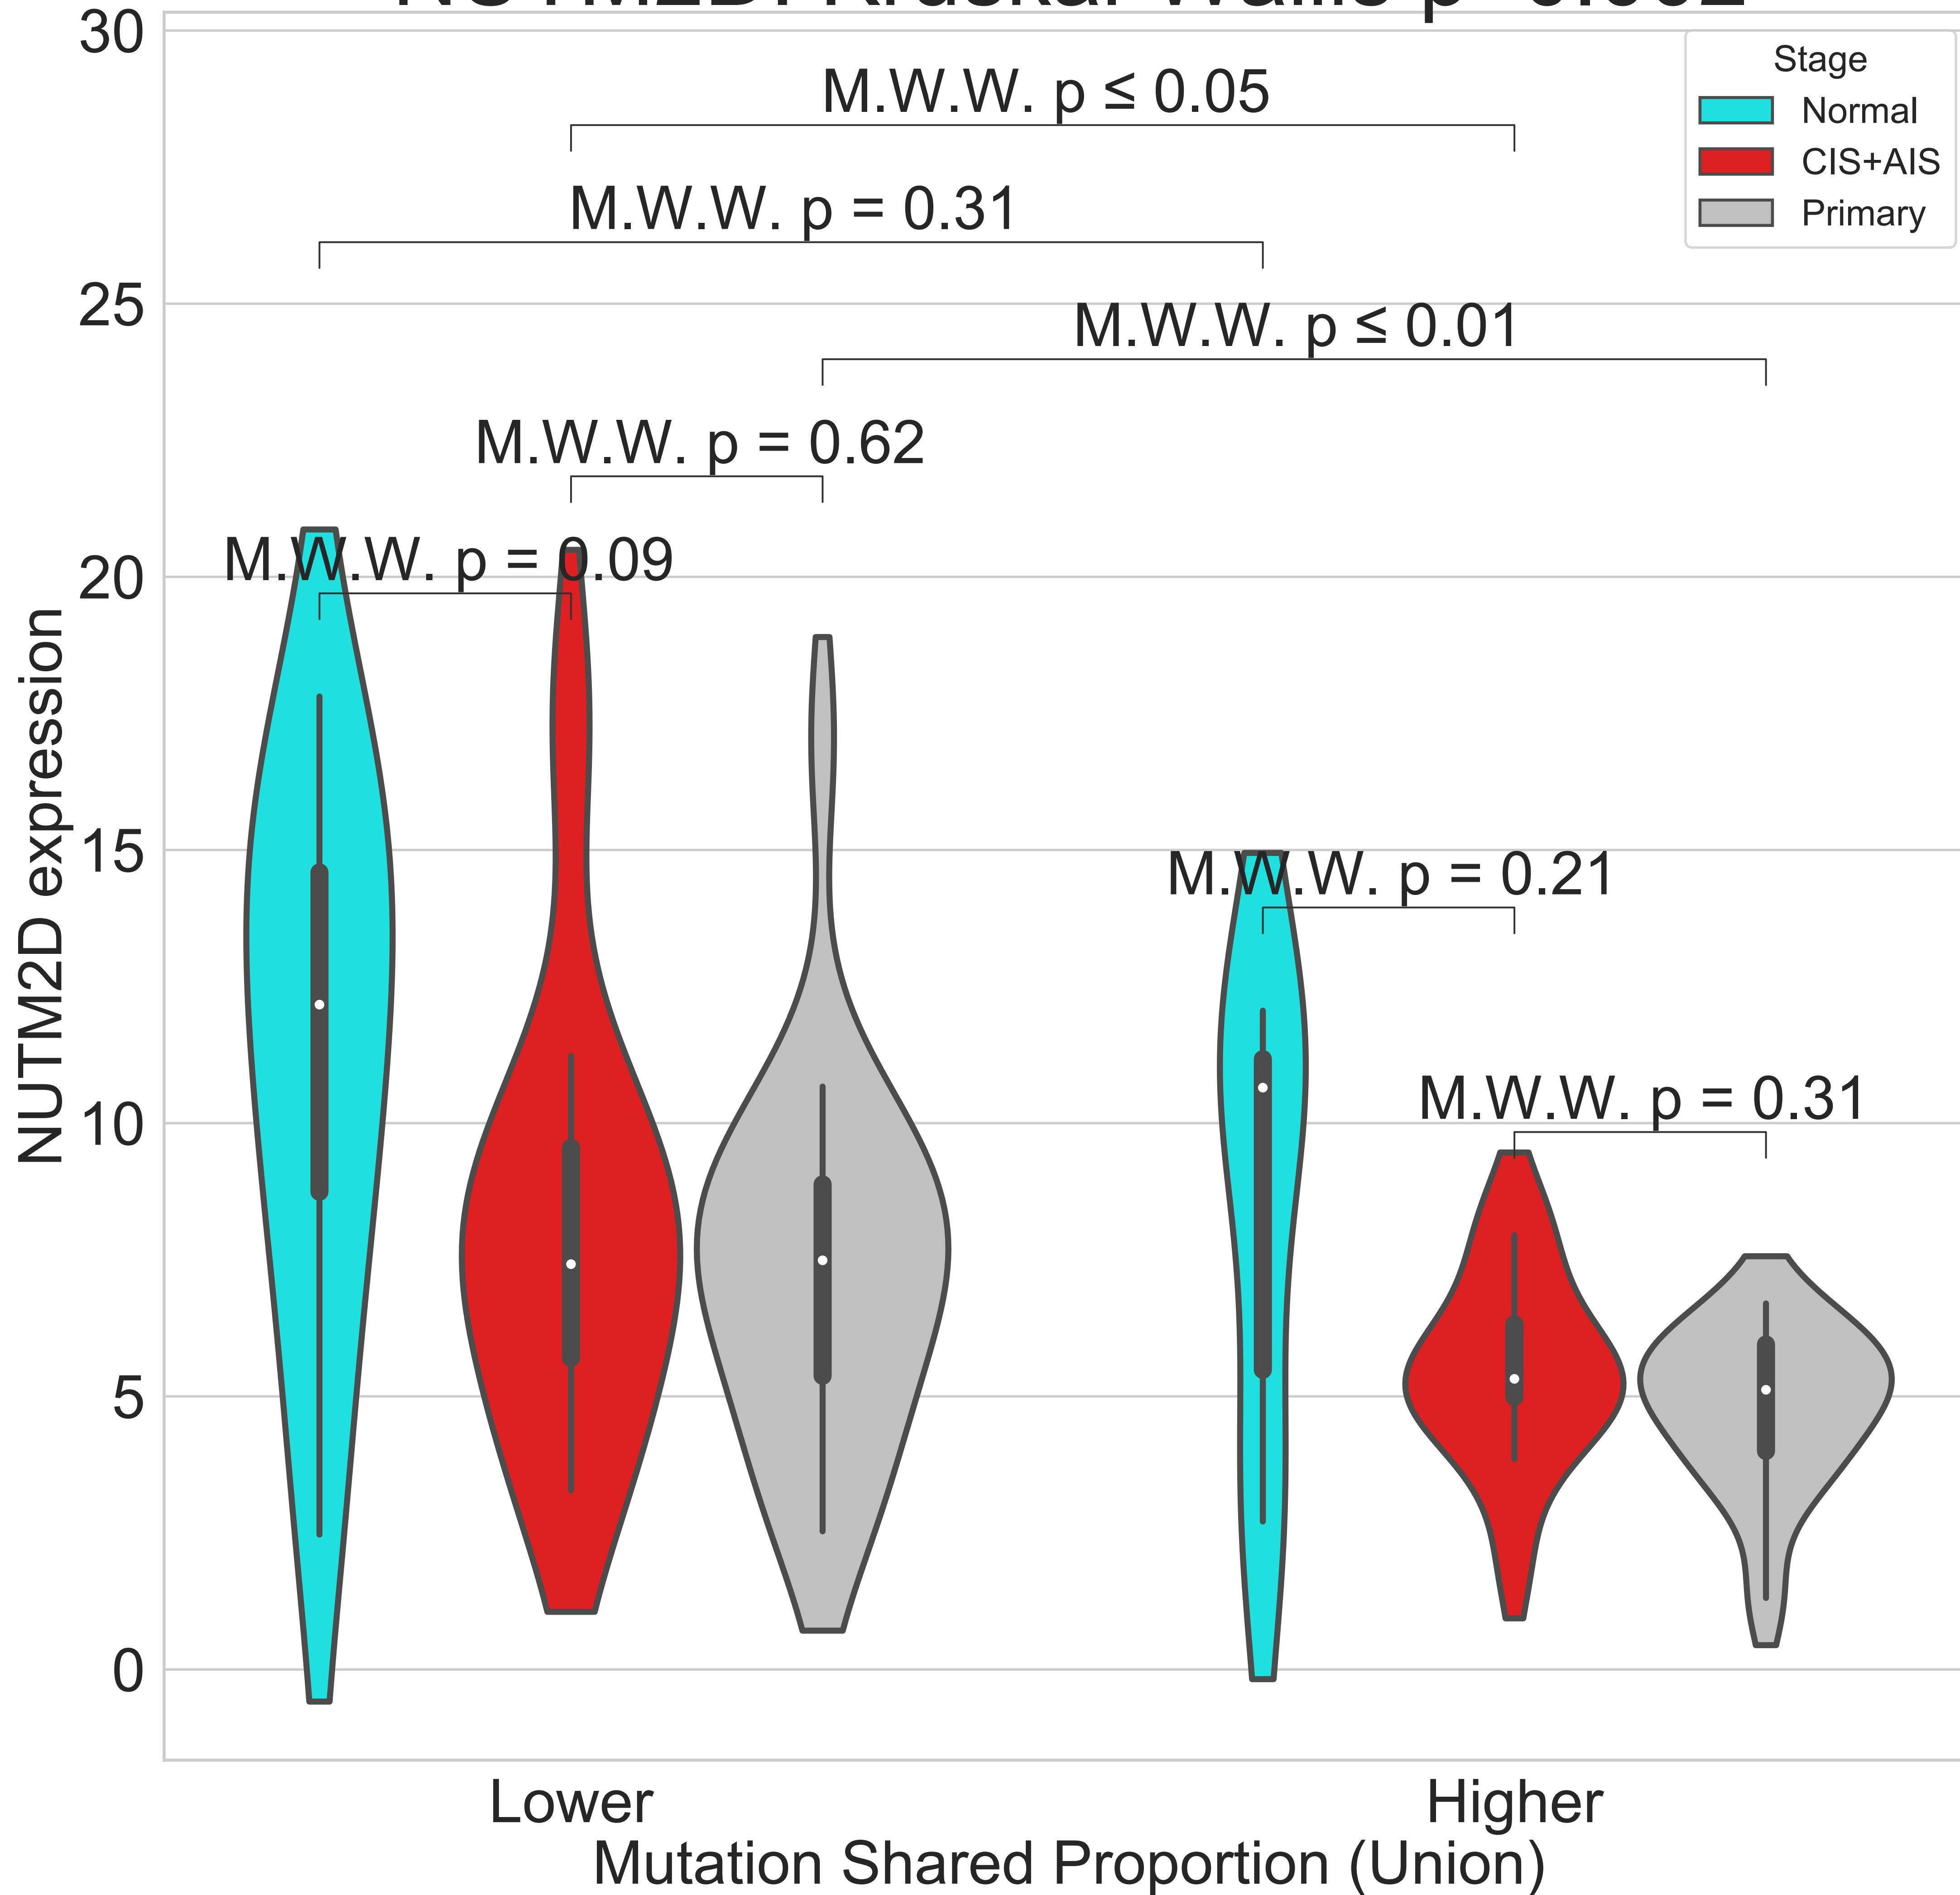 30
Stage
Normal
CIS+AIS
Primary
M.W.W. p ≤ 0.05
M.W.W. p = 0.31
25
M.W.W. p ≤ 0.01
M.W.W. p = 0.62
M.W.W. p = 0.09
20
NUTM2D expression
15
M.W.W. p = 0.21
10
M.W.W. p = 0.31
5
0
Lower
Higher
Mutation Shared Proportion (Union)